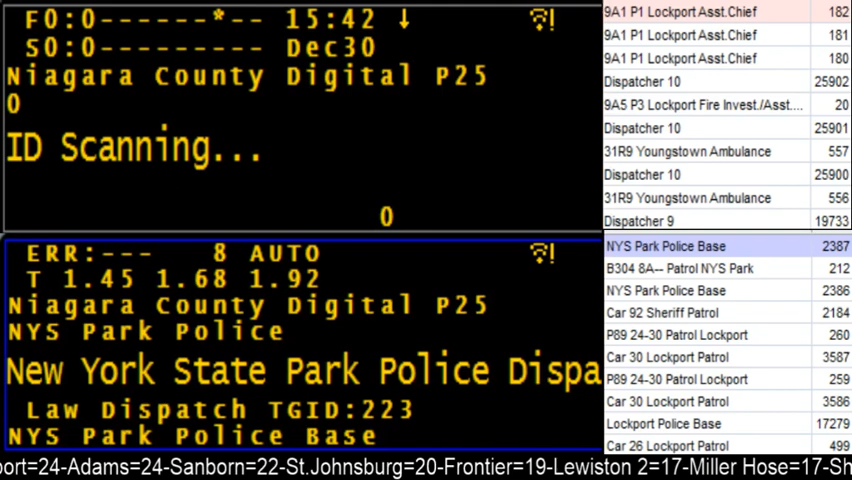 F0:0------*-- 15:42 ↓
S0:0--------- Dec30
Niagara County Digital P25
0
ID Scanning...
0
9A1 P1 Lockport Asst.Chief 182
9A1 P1 Lockport Asst.Chief 181
9A1 P1 Lockport Asst.Chief 180
Dispatcher 10 25902
9A5 P3 Lockport Fire Invest./Asst.... 20
Dispatcher 10 25901
31R9 Youngstown Ambulance 557
Dispatcher 10 25900
31R9 Youngstown Ambulance 556
Dispatcher 9 19733
ERR:--- 8 AUTO
T 1.45 1.68 1.92
Niagara County Digital P25
NYS Park Police
New York State Park Police Dispa
Law Dispatch TGID:223
NYS Park Police Base
NYS Park Police Base 2387
B304 8A-- Patrol NYS Park 212
NYS Park Police Base 2386
Car 92 Sheriff Patrol 2184
P89 24-30 Patrol Lockport 260
Car 30 Lockport Patrol 3587
P89 24-30 Patrol Lockport 259
Car 30 Lockport Patrol 3586
Lockport Police Base 17279
Car 26 Lockport Patrol 499
port=24-Adams=24-Sanborn=22-St.Johnsburg=20-Frontier=19-Lewiston 2=17-Miller Hose=17-Sh